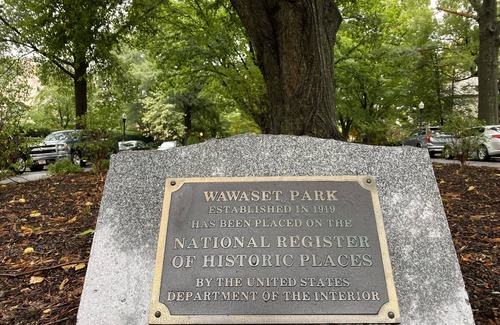 WAWASET PARK
ESTABLISHED IN 1919
HAS BEEN PLACED ON THE
NATIONAL REGISTER
OF HISTORIC PLACES
BY THE UNITED STATES
DEPARTMENT OF THE INTERIOR